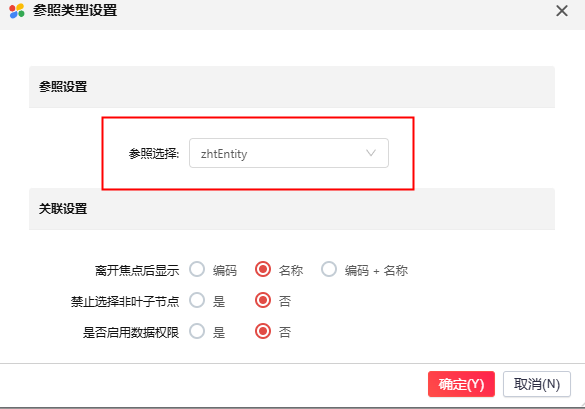 参照类型设置
参照设置
参照选择: zhtEntity
关联设置
离开焦点后显示 编码 名称 编码 + 名称
禁止选择非叶子节点 是 否
是否启用数据权限 是 否
确定(Y) 取消(N)